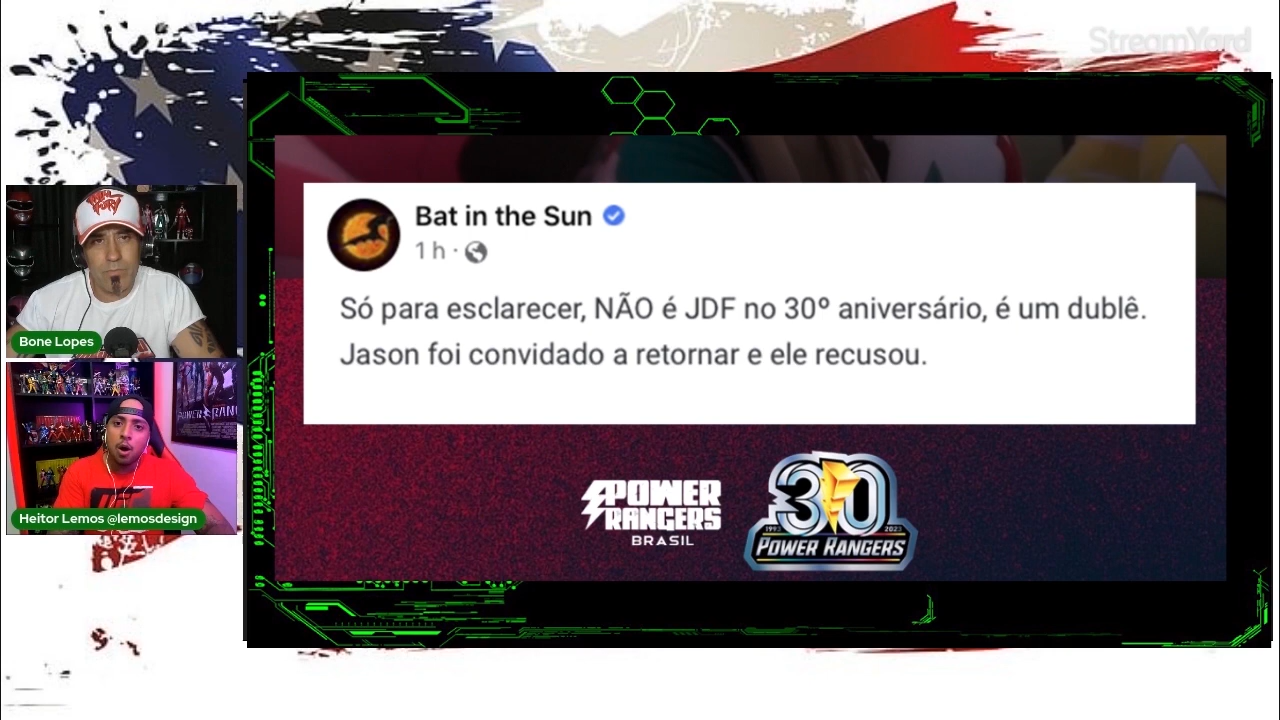 StreamYard
Bat in the Sun
1 h ·
Só para esclarecer, NÃO é JDF no 30º aniversário, é um dublê.
Jason foi convidado a retornar e ele recusou.
POWER
RANGERS
BRASIL
30
1993 2023
POWER RANGERS
Bone Lopes
Heitor Lemos @lemosdesign